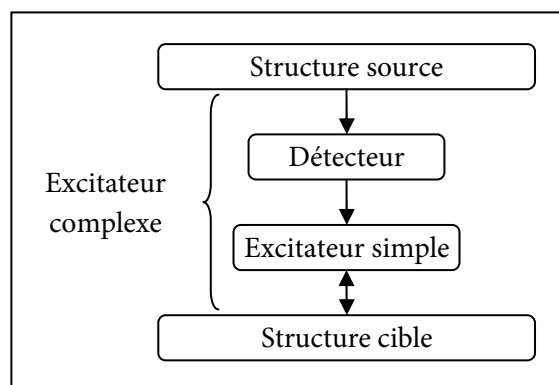 Structure source
Détecteur
Excitateur
complexe
Excitateur simple
Structure cible